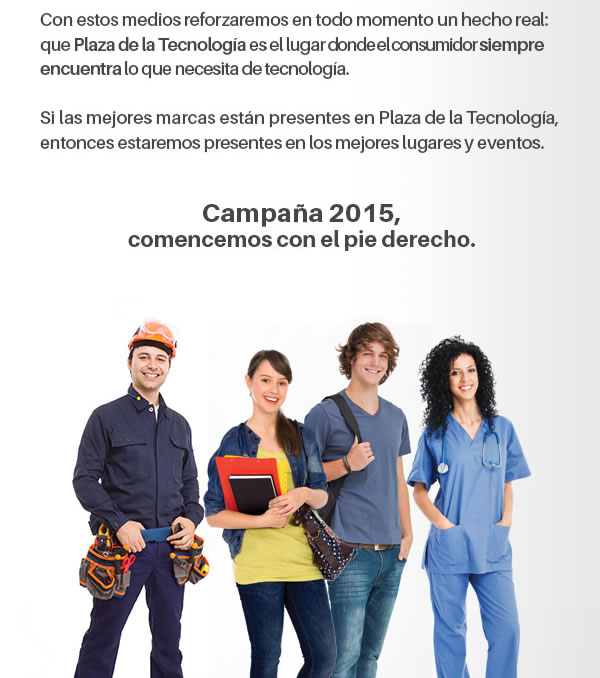 Con estos medios reforzaremos en todo momento un hecho real:
que Plaza de la Tecnología es el lugar donde el consumidor siempre
encuentra lo que necesita de tecnología.
Si las mejores marcas están presentes en Plaza de la Tecnología,
entonces estaremos presentes en los mejores lugares y eventos.
Campaña 2015,
comencemos con el pie derecho.